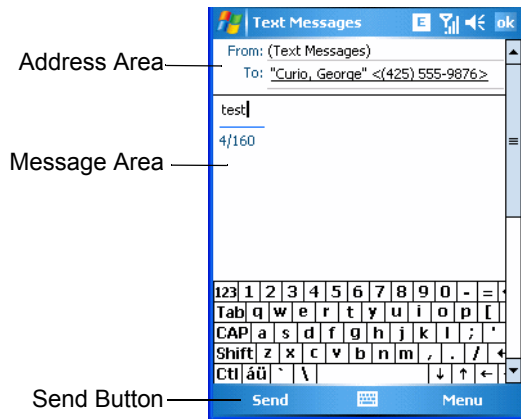 Text Messages E ok
Address Area
From: (Text Messages)
To: "Curio, George" <(425) 555-9876>
test
4/160
Message Area
123 1 2 3 4 5 6 7 8 9 0 - =
Tab q w e r t y u i o p [
CAP a s d f g h j k l ; '
Shift z x c v b n m , . /
Ctl áü ` \ ↓ ↑ ←
Send Button
Send Menu